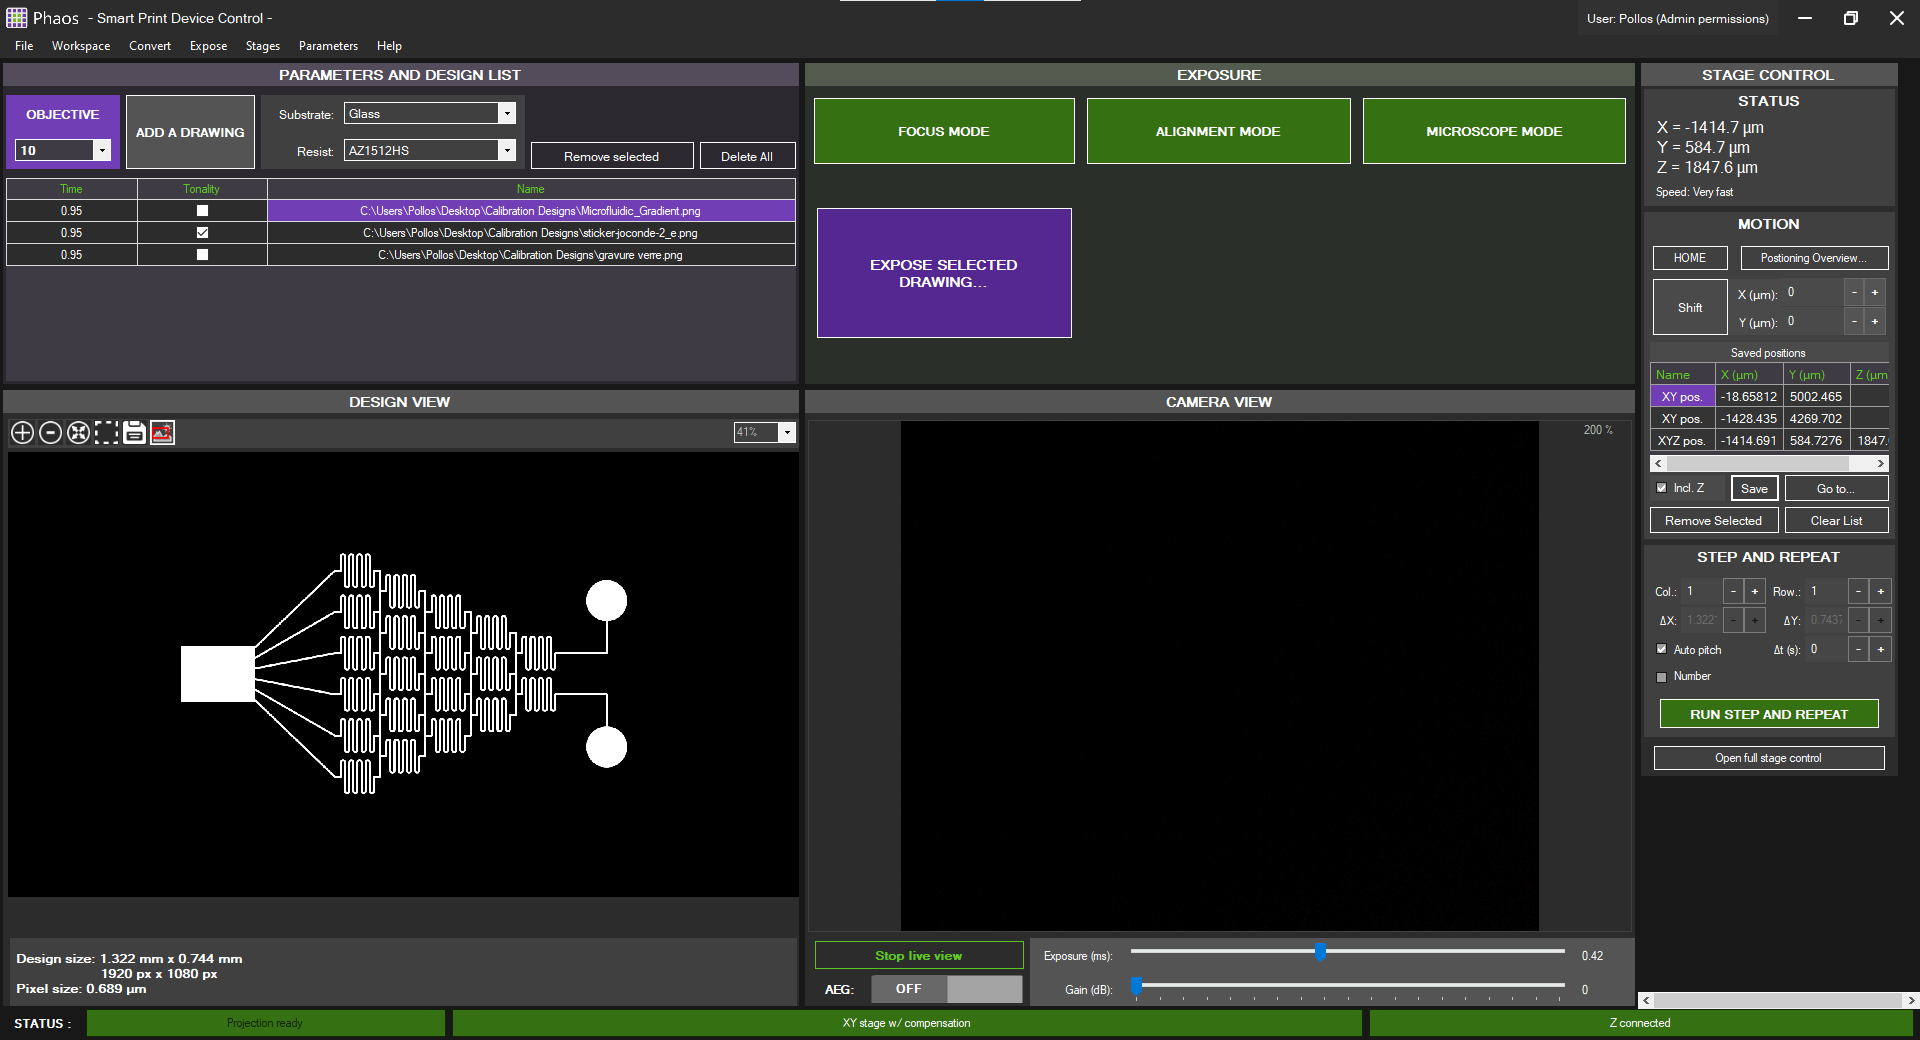 Phaos - Smart Print Device Control -
User: Pollos (Admin permissions)
File Workspace Convert Expose Stages Parameters Help
PARAMETERS AND DESIGN LIST
OBJECTIVE
10
ADD A DRAWING
Substrate: Glass
Resist: AZ1512HS
Remove selected
Delete All
Time Tonality Name
0.95 C:\Users\Pollos\Desktop\Calibration Designs\Microfluidic_Gradient.png
0.95 C:\Users\Pollos\Desktop\Calibration Designs\sticker-joconde-2_e.png
0.95 C:\Users\Pollos\Desktop\Calibration Designs\gravure verre.png
EXPOSURE
FOCUS MODE
ALIGNMENT MODE
MICROSCOPE MODE
EXPOSE SELECTED
DRAWING...
DESIGN VIEW
41%
Design size: 1.322 mm x 0.744 mm
1920 px x 1080 px
Pixel size: 0.689 µm
CAMERA VIEW
200 %
Stop live view
AEG: OFF
Exposure (ms): 0.42
Gain (dB): 0
STAGE CONTROL
STATUS
X = -1414.7 µm
Y = 584.7 µm
Z = 1847.6 µm
Speed: Very fast
MOTION
HOME
Postioning Overview...
Shift
X (µm): 0 - +
Y (µm): 0 - +
Saved positions
Name X (µm) Y (µm) Z (µm
XY pos. -18.65812 5002.465
XY pos. -1428.435 4269.702
XYZ pos. -1414.691 584.7276 1847.
Incl. Z
Save
Go to...
Remove Selected
Clear List
STEP AND REPEAT
Col.: 1 - + Row.: 1 - +
ΔX: 1.322 - + ΔY: 0.7437 - +
Auto pitch Δt (s): 0 - +
Number
RUN STEP AND REPEAT
Open full stage control
STATUS : Projection ready XY stage w/ compensation Z connected